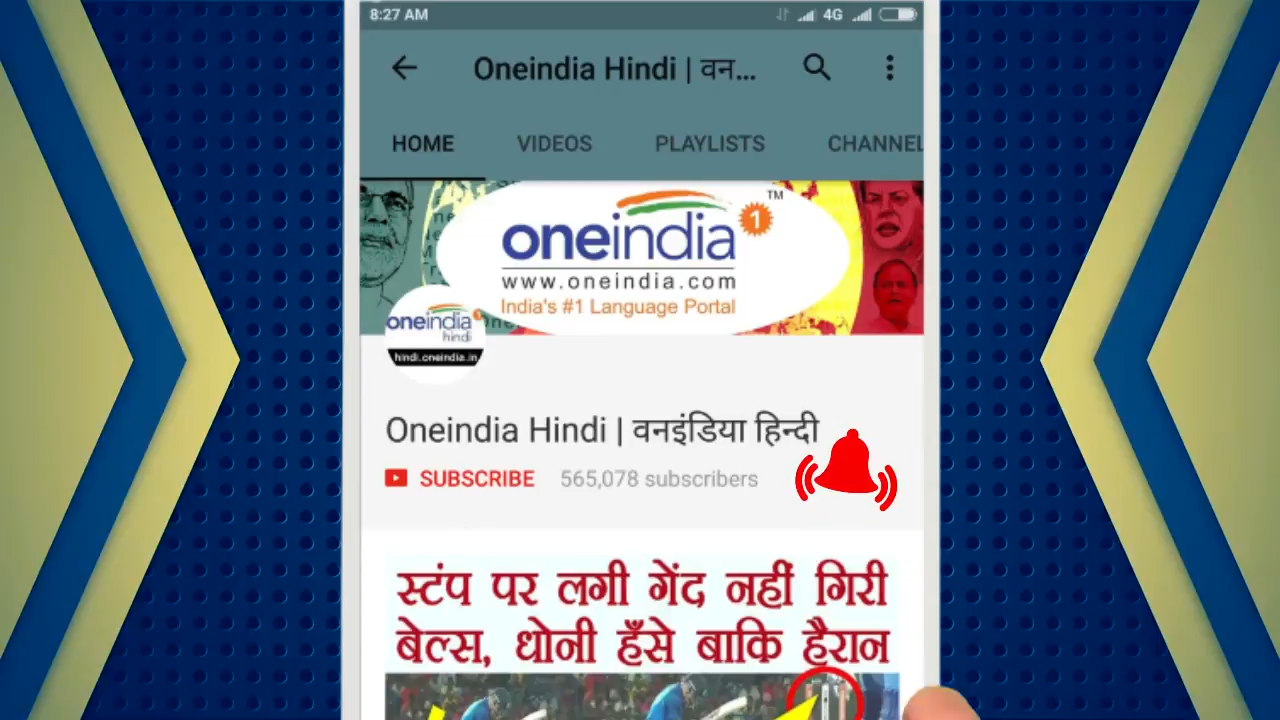 8:27 AM
4G
Oneindia Hindi | वन...
HOME
VIDEOS
PLAYLISTS
CHANNEL
oneindia 1 TM
www.oneindia.com
India's #1 Language Portal
oneindia
hindi
hindi.oneindia.in
Oneindia Hindi | वनइंडिया हिन्दी
SUBSCRIBE
565,078 subscribers
स्टंप पर लगी गेंद नहीं गिरी
बेल्स, धोनी हँसे बाकि हैरान